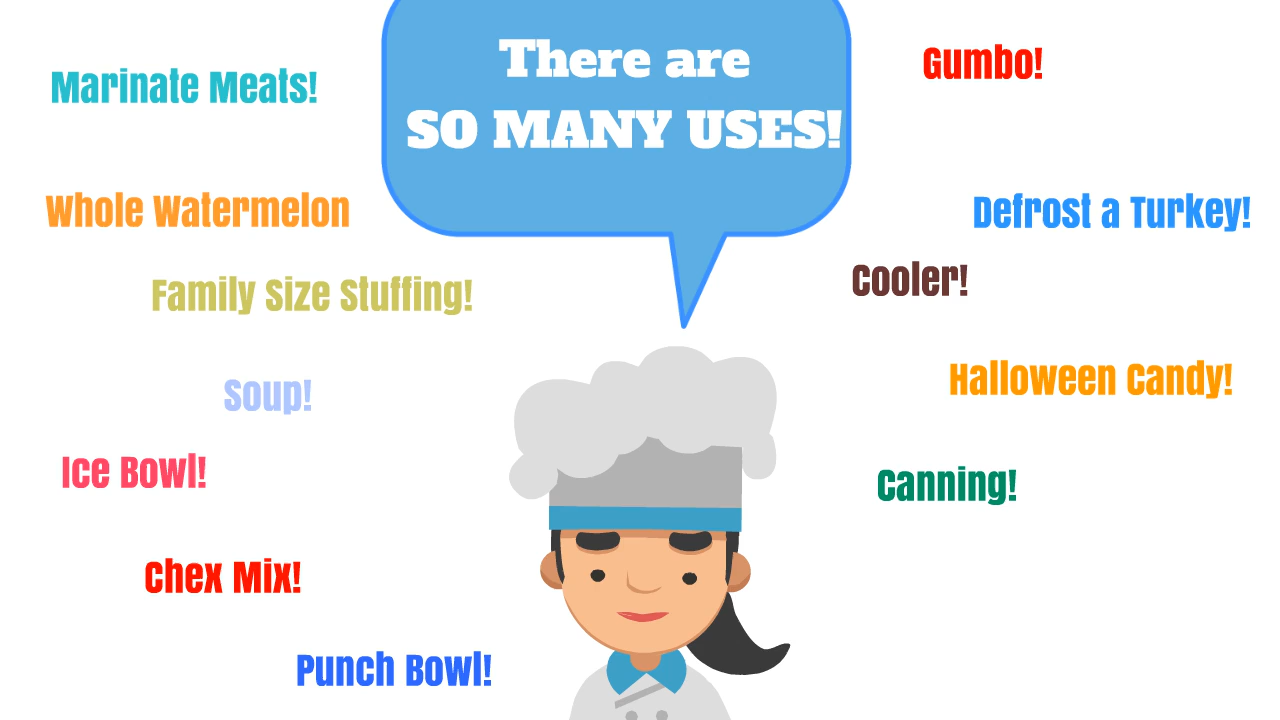 There are
SO MANY USES!
Marinate Meats!
Whole Watermelon
Family Size Stuffing!
Soup!
Ice Bowl!
Chex Mix!
Punch Bowl!
Gumbo!
Defrost a Turkey!
Cooler!
Halloween Candy!
Canning!